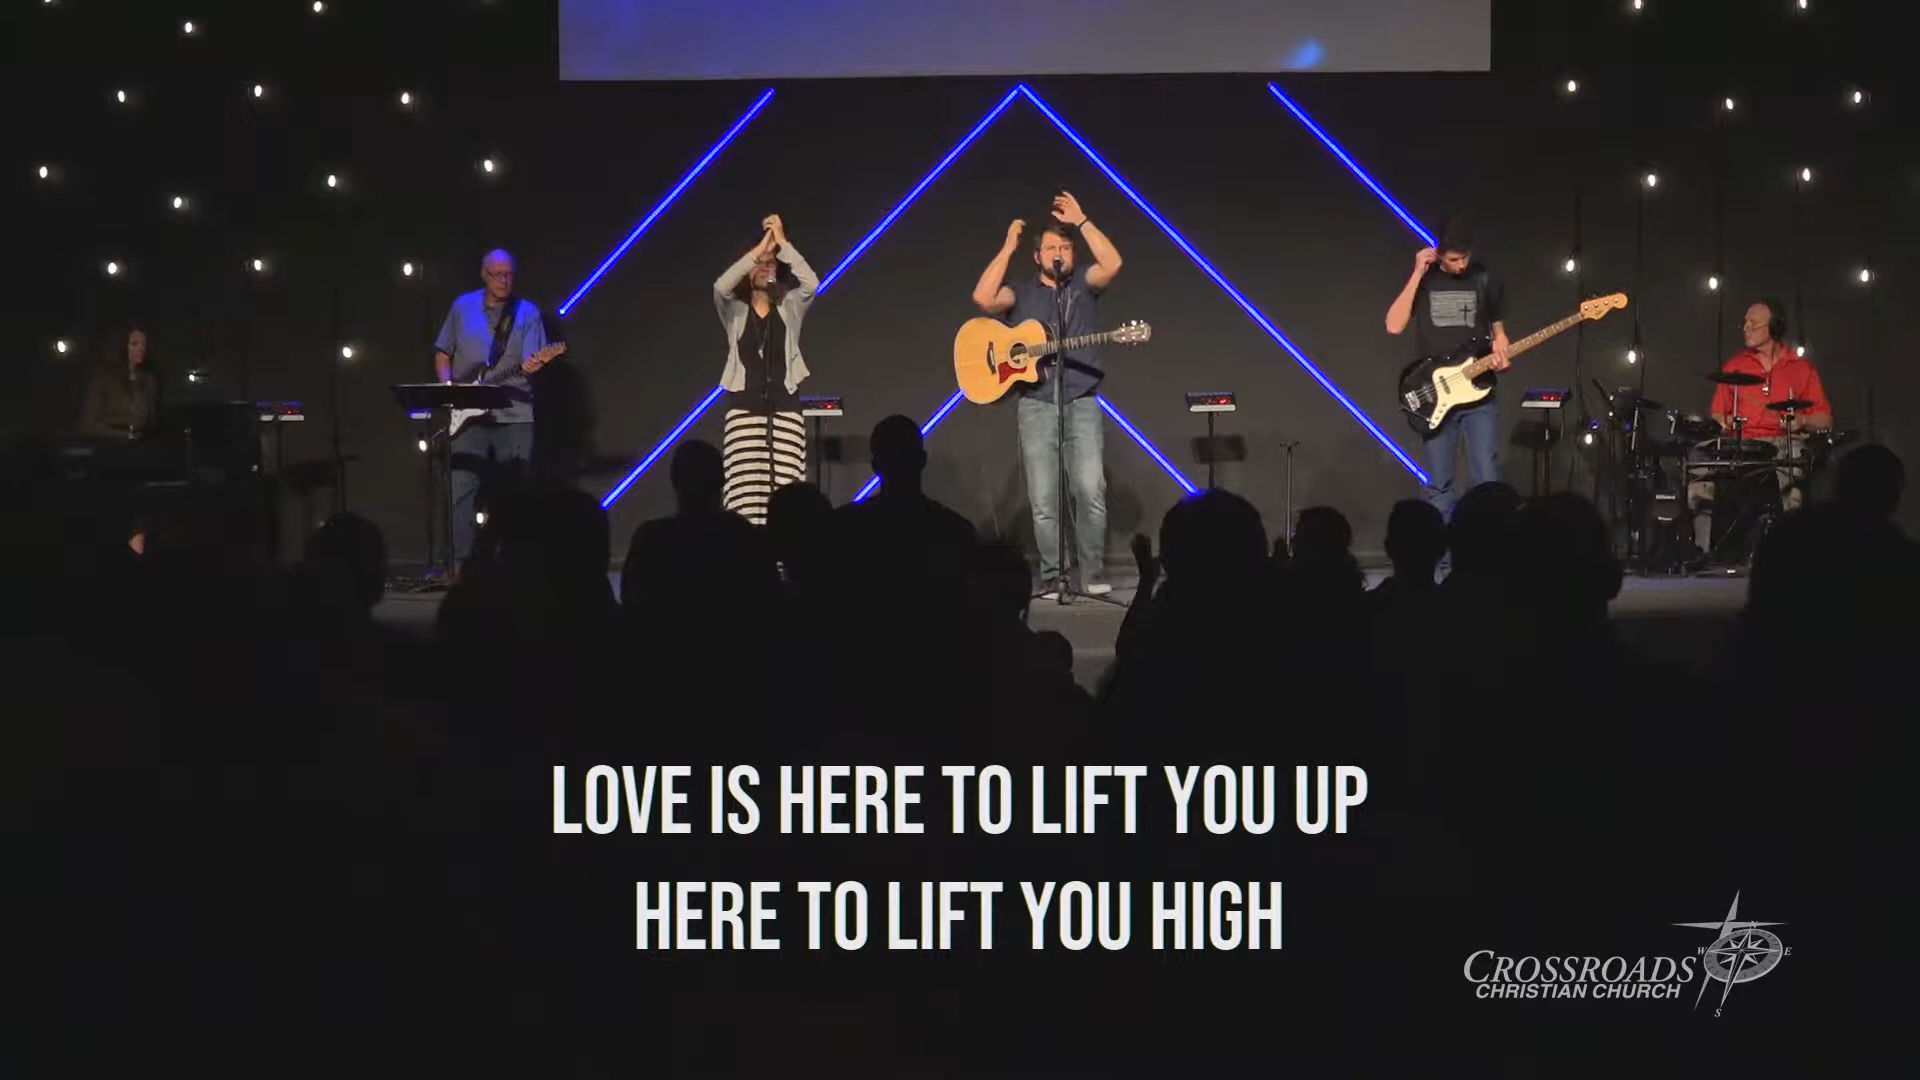 LOVE IS HERE TO LIFT YOU UP
HERE TO LIFT YOU HIGH
CROSSROADS
CHRISTIAN CHURCH
N
W
E
S